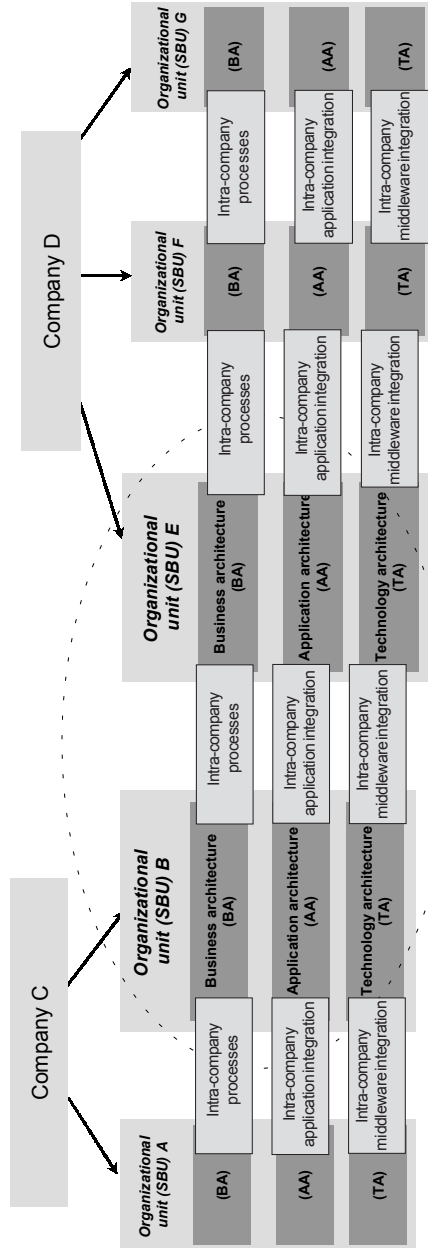 Company C
Company D
Organizational
unit (SBU) A
Organizational
unit (SBU) B
Organizational
unit (SBU) E
Organizational
unit (SBU) F
Organizational
unit (SBU) G
(BA)
Intra-company
processes
Business architecture
(BA)
Intra-company
processes
Business architecture
(BA)
Intra-company
processes
(BA)
Intra-company
processes
(BA)
(AA)
Intra-company
application integration
Application architecture
(AA)
Intra-company
application integration
Application architecture
(AA)
Intra-company
application integration
(AA)
Intra-company
application integration
(AA)
(TA)
Intra-company
middleware integration
Technology architecture
(TA)
Intra-company
middleware integration
Technology architecture
(TA)
Intra-company
middleware integration
(TA)
Intra-company
middleware integration
(TA)